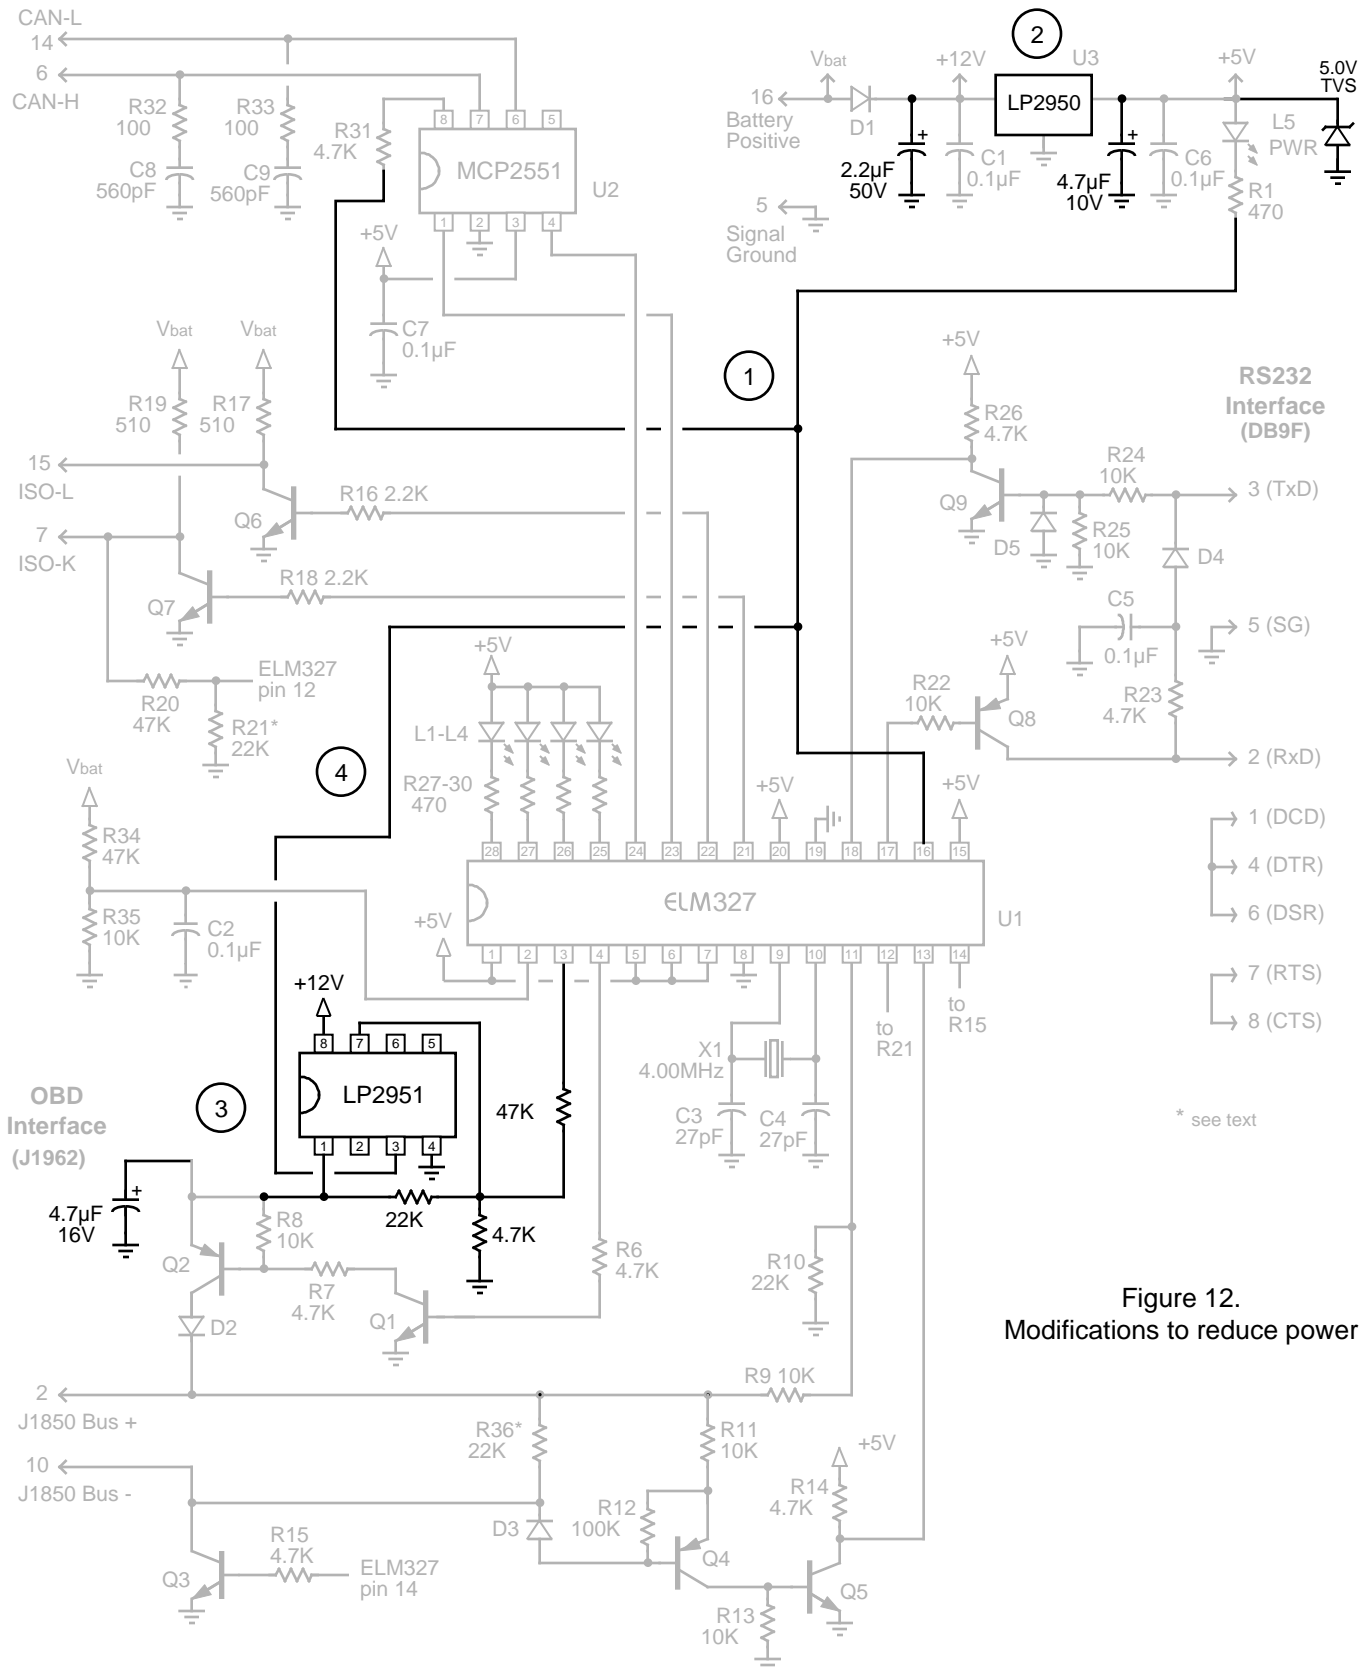 CAN-L
14
6
CAN-H
R32
100
R33
100
C8
560pF
C9
560pF
R31
4.7K
8 7 6 5
MCP2551
U2
1 2 3 4
+5V
C7
0.1µF
2
Vbat
+12V
U3
+5V
5.0V
TVS
16
Battery
Positive
D1
LP2950
L5
PWR
2.2µF
50V
C1
0.1µF
4.7µF
10V
C6
0.1µF
R1
470
5
Signal
Ground
1
Vbat
Vbat
R19
510
R17
510
15
ISO-L
7
ISO-K
Q6
R16 2.2K
Q7
R18 2.2K
R20
47K
ELM327
pin 12
R21*
22K
+5V
R26
4.7K
RS232
Interface
(DB9F)
R24
10K
3 (TxD)
Q9
D5
R25
10K
D4
C5
0.1µF
5 (SG)
+5V
R22
10K
Q8
R23
4.7K
2 (RxD)
4
+5V
L1-L4
R27-30
470
+5V
+5V
1 (DCD)
4 (DTR)
6 (DSR)
7 (RTS)
8 (CTS)
Vbat
R34
47K
R35
10K
C2
0.1µF
28 27 26 25 24 23 22 21 20 19 18 17 16 15
ELM327
U1
+5V
1 2 3 4 5 6 7 8 9 10 11 12 13 14
to
R21
to
R15
+12V
8 7 6 5
LP2951
1 2 3 4
3
47K
X1
4.00MHz
C3
27pF
C4
27pF
* see text
OBD
Interface
(J1962)
4.7µF
16V
R8
10K
22K
4.7K
Q2
R7
4.7K
Q1
R6
4.7K
D2
R10
22K
Figure 12.
Modifications to reduce power
2
J1850 Bus +
R9 10K
R36*
22K
R11
10K
+5V
10
J1850 Bus -
R14
4.7K
D3
R12
100K
Q4
Q5
R15
4.7K
Q3
ELM327
pin 14
R13
10K